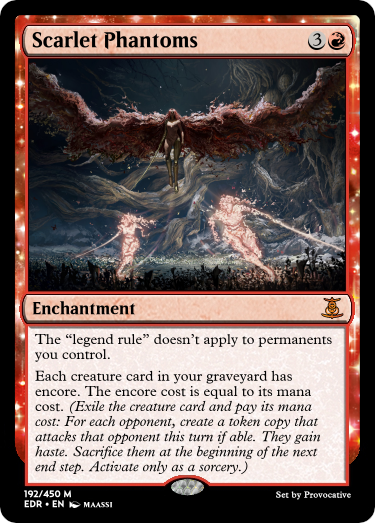 Scarlet Phantoms 3
Enchantment
The “legend rule” doesn’t apply to permanents
you control.
Each creature card in your graveyard has
encore. The encore cost is equal to its mana
cost. (Exile the creature card and pay its mana
cost: For each opponent, create a token copy that
attacks that opponent this turn if able. They gain
haste. Sacrifice them at the beginning of the next
end step. Activate only as a sorcery.)
192/450 M Set by Provocative
EDR • EN MAASSI